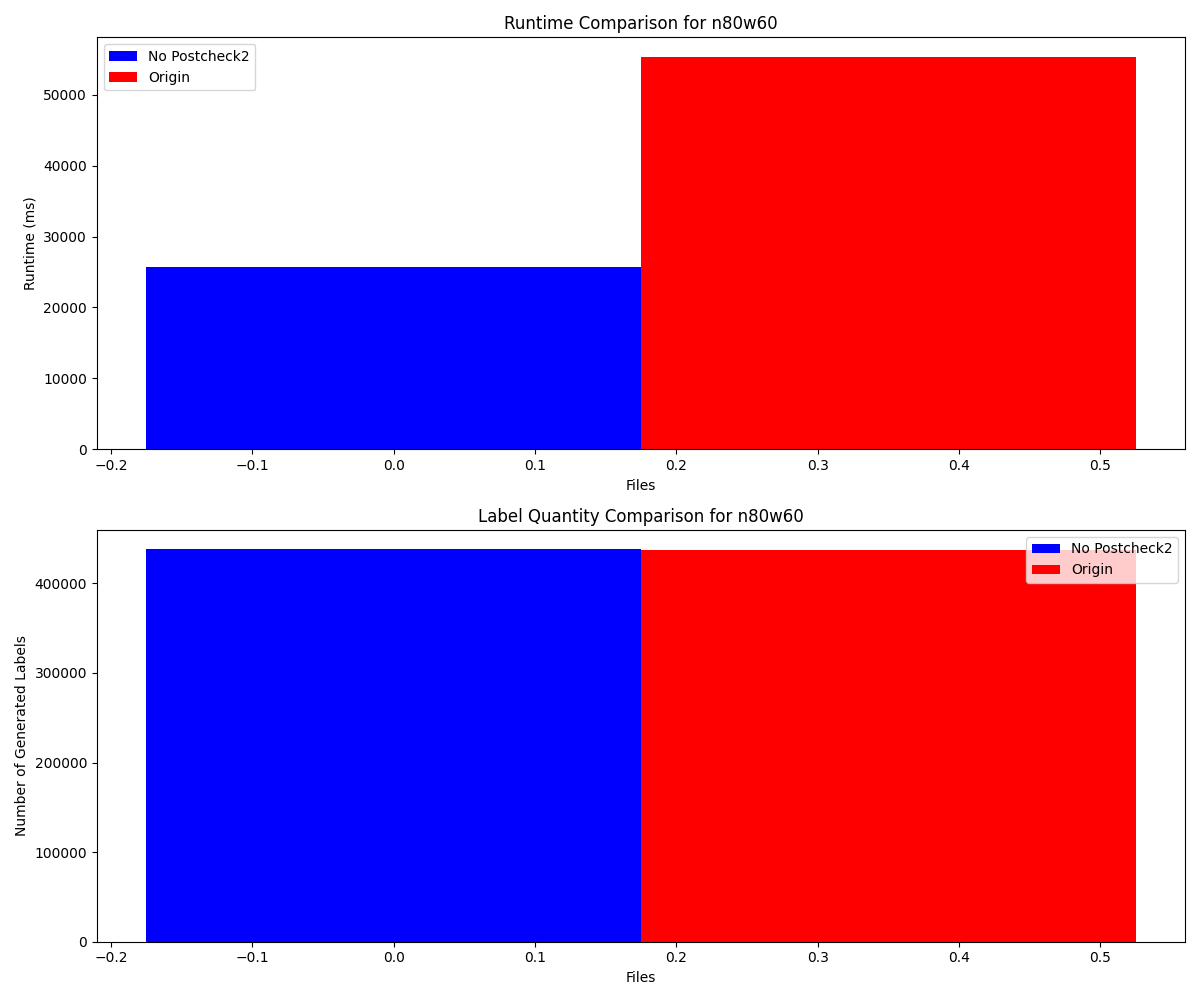 Runtime Comparison for n80w60
No Postcheck2
Origin
Runtime (ms)
50000
40000
30000
20000
10000
0
−0.2 −0.1 0.0 0.1 0.2 0.3 0.4 0.5
Files
Label Quantity Comparison for n80w60
No Postcheck2
Origin
Number of Generated Labels
400000
300000
200000
100000
0
−0.2 −0.1 0.0 0.1 0.2 0.3 0.4 0.5
Files